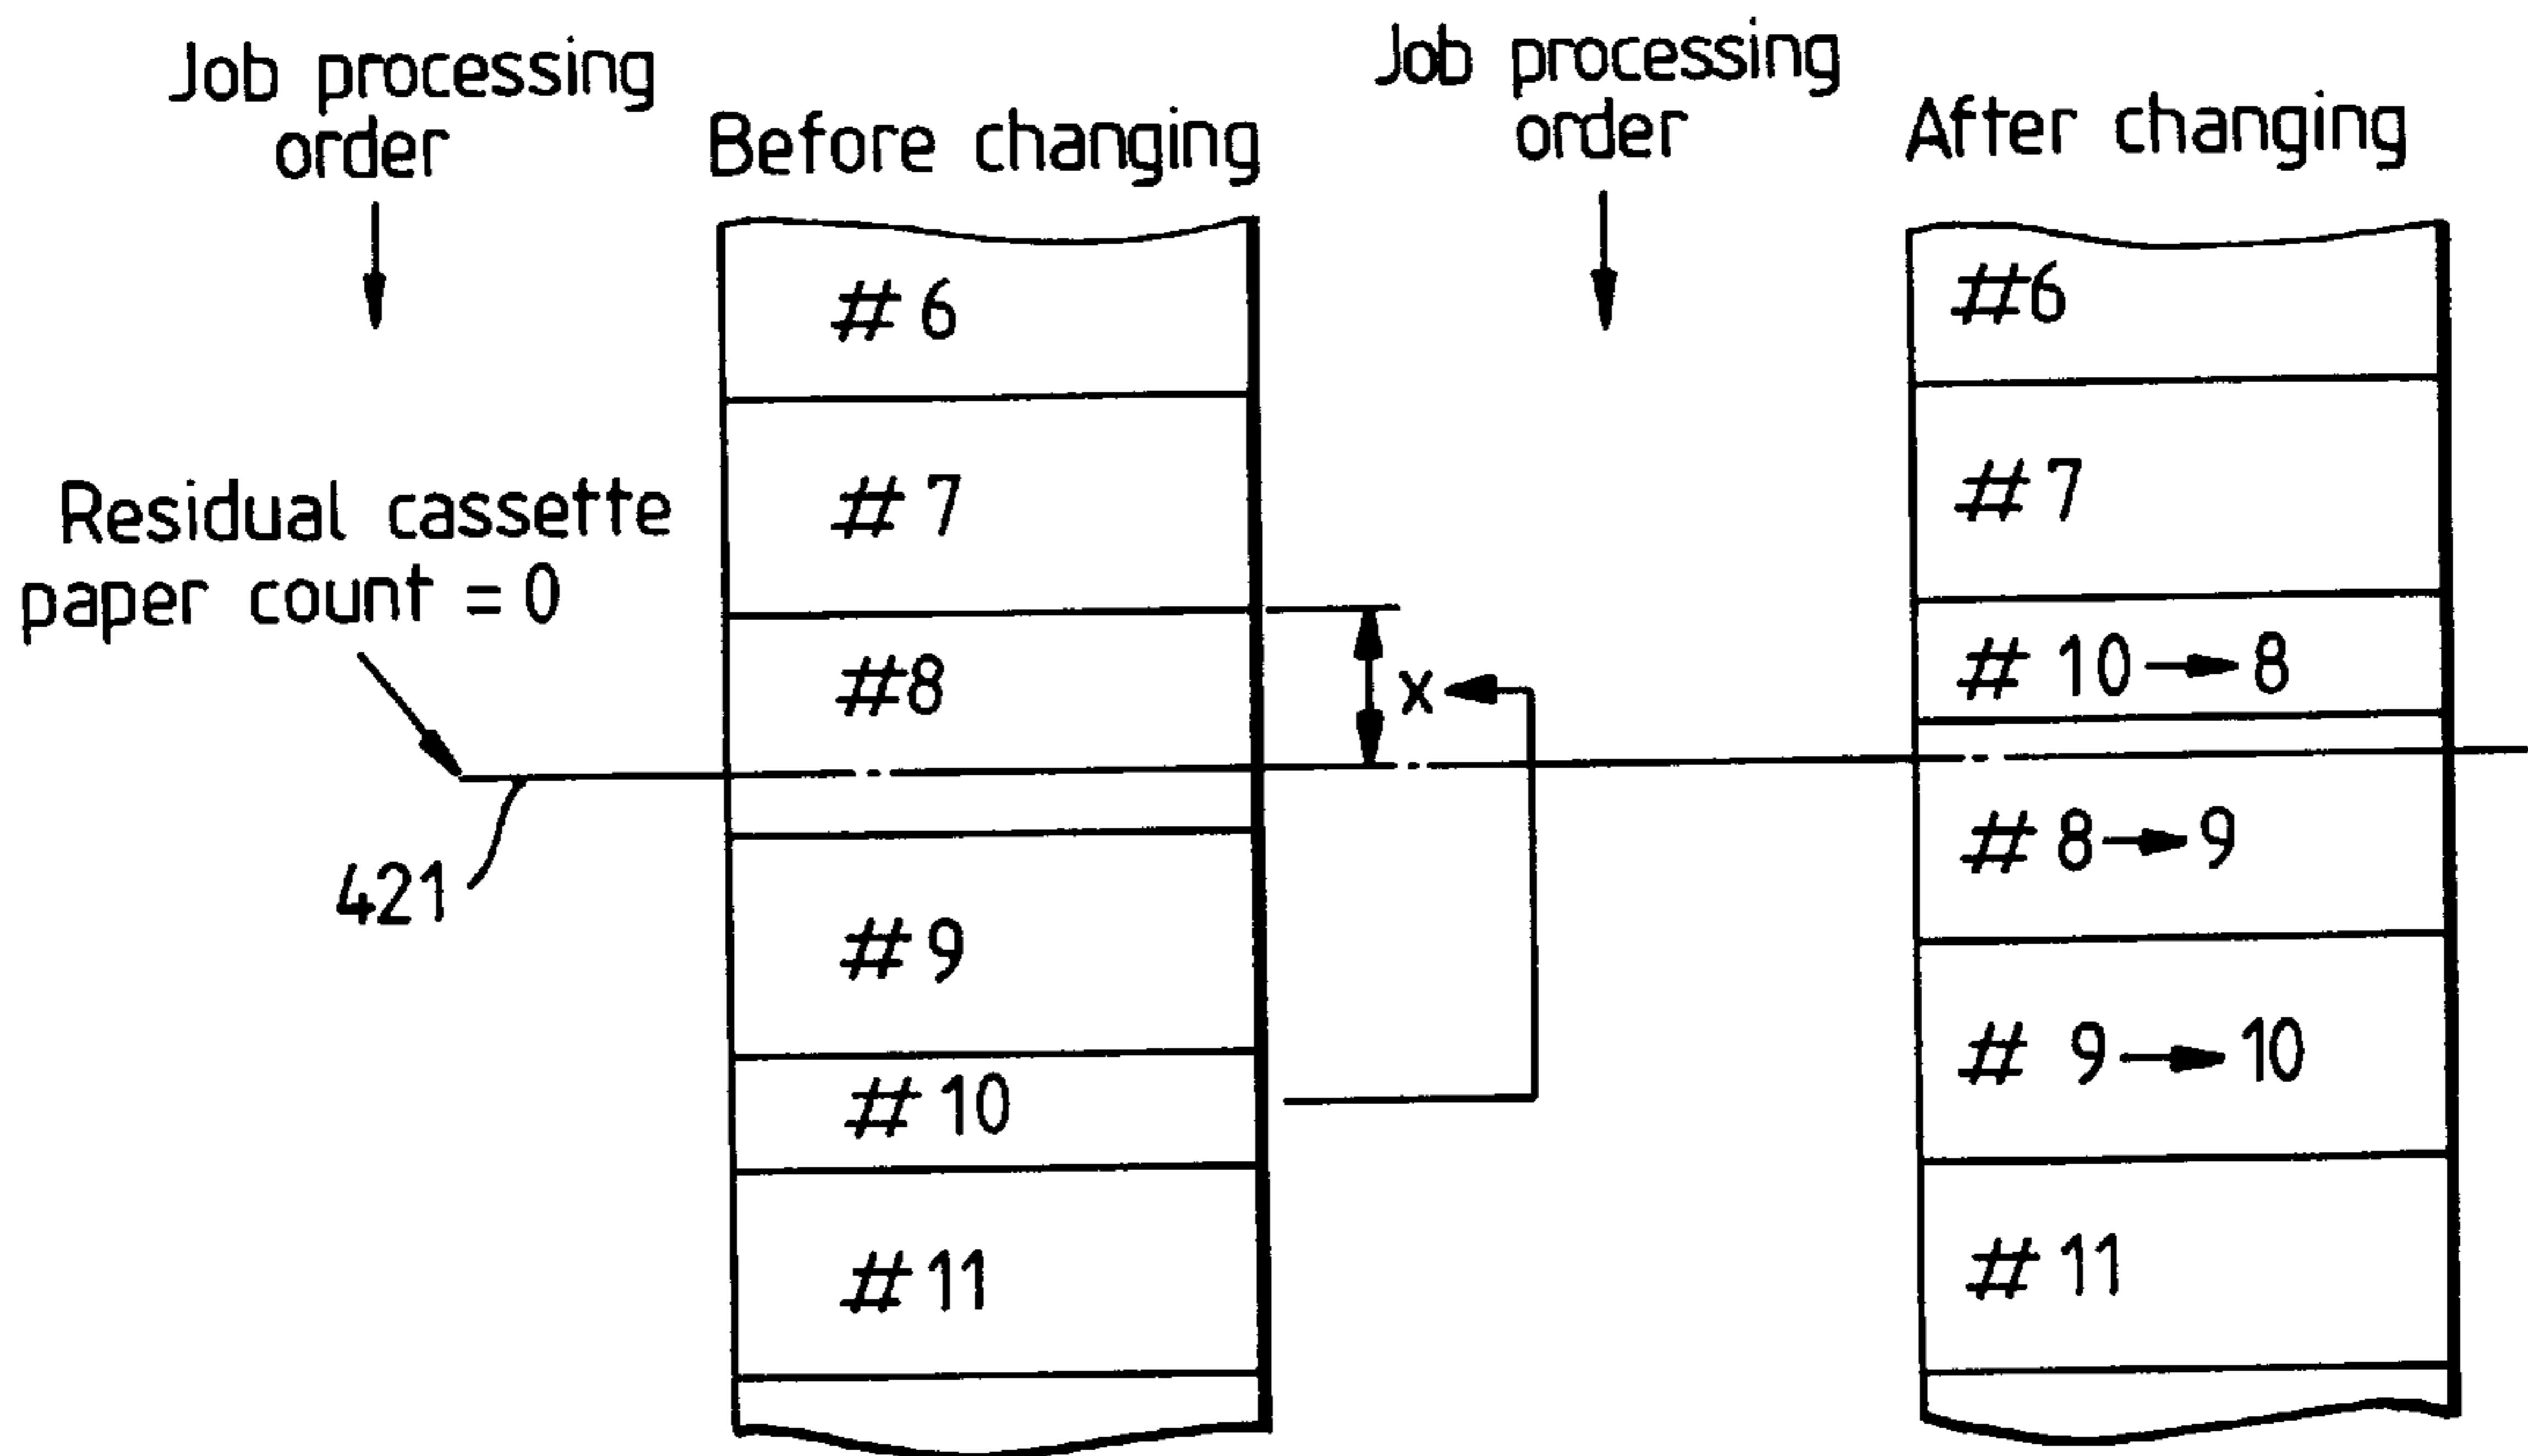 Job processing
order
Before changing
Job processing
order
After changing
Residual cassette
paper count = 0
421
# 6
# 7
#8
# 9
# 10
# 11
x
#6
# 7
# 10 → 8
# 8 → 9
# 9 → 10
# 11